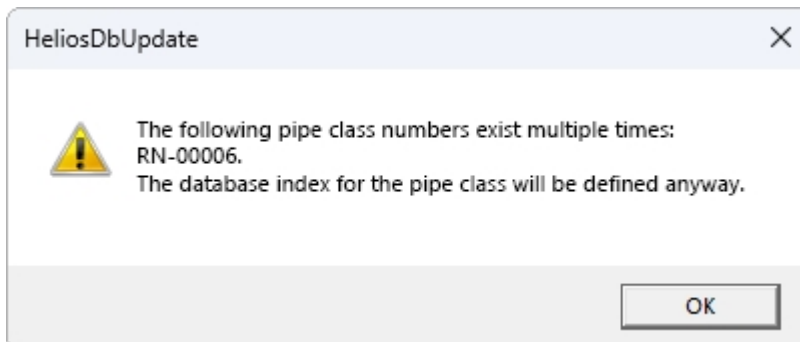 HeliosDbUpdate
The following pipe class numbers exist multiple times:
RN-00006.
The database index for the pipe class will be defined anyway.
OK